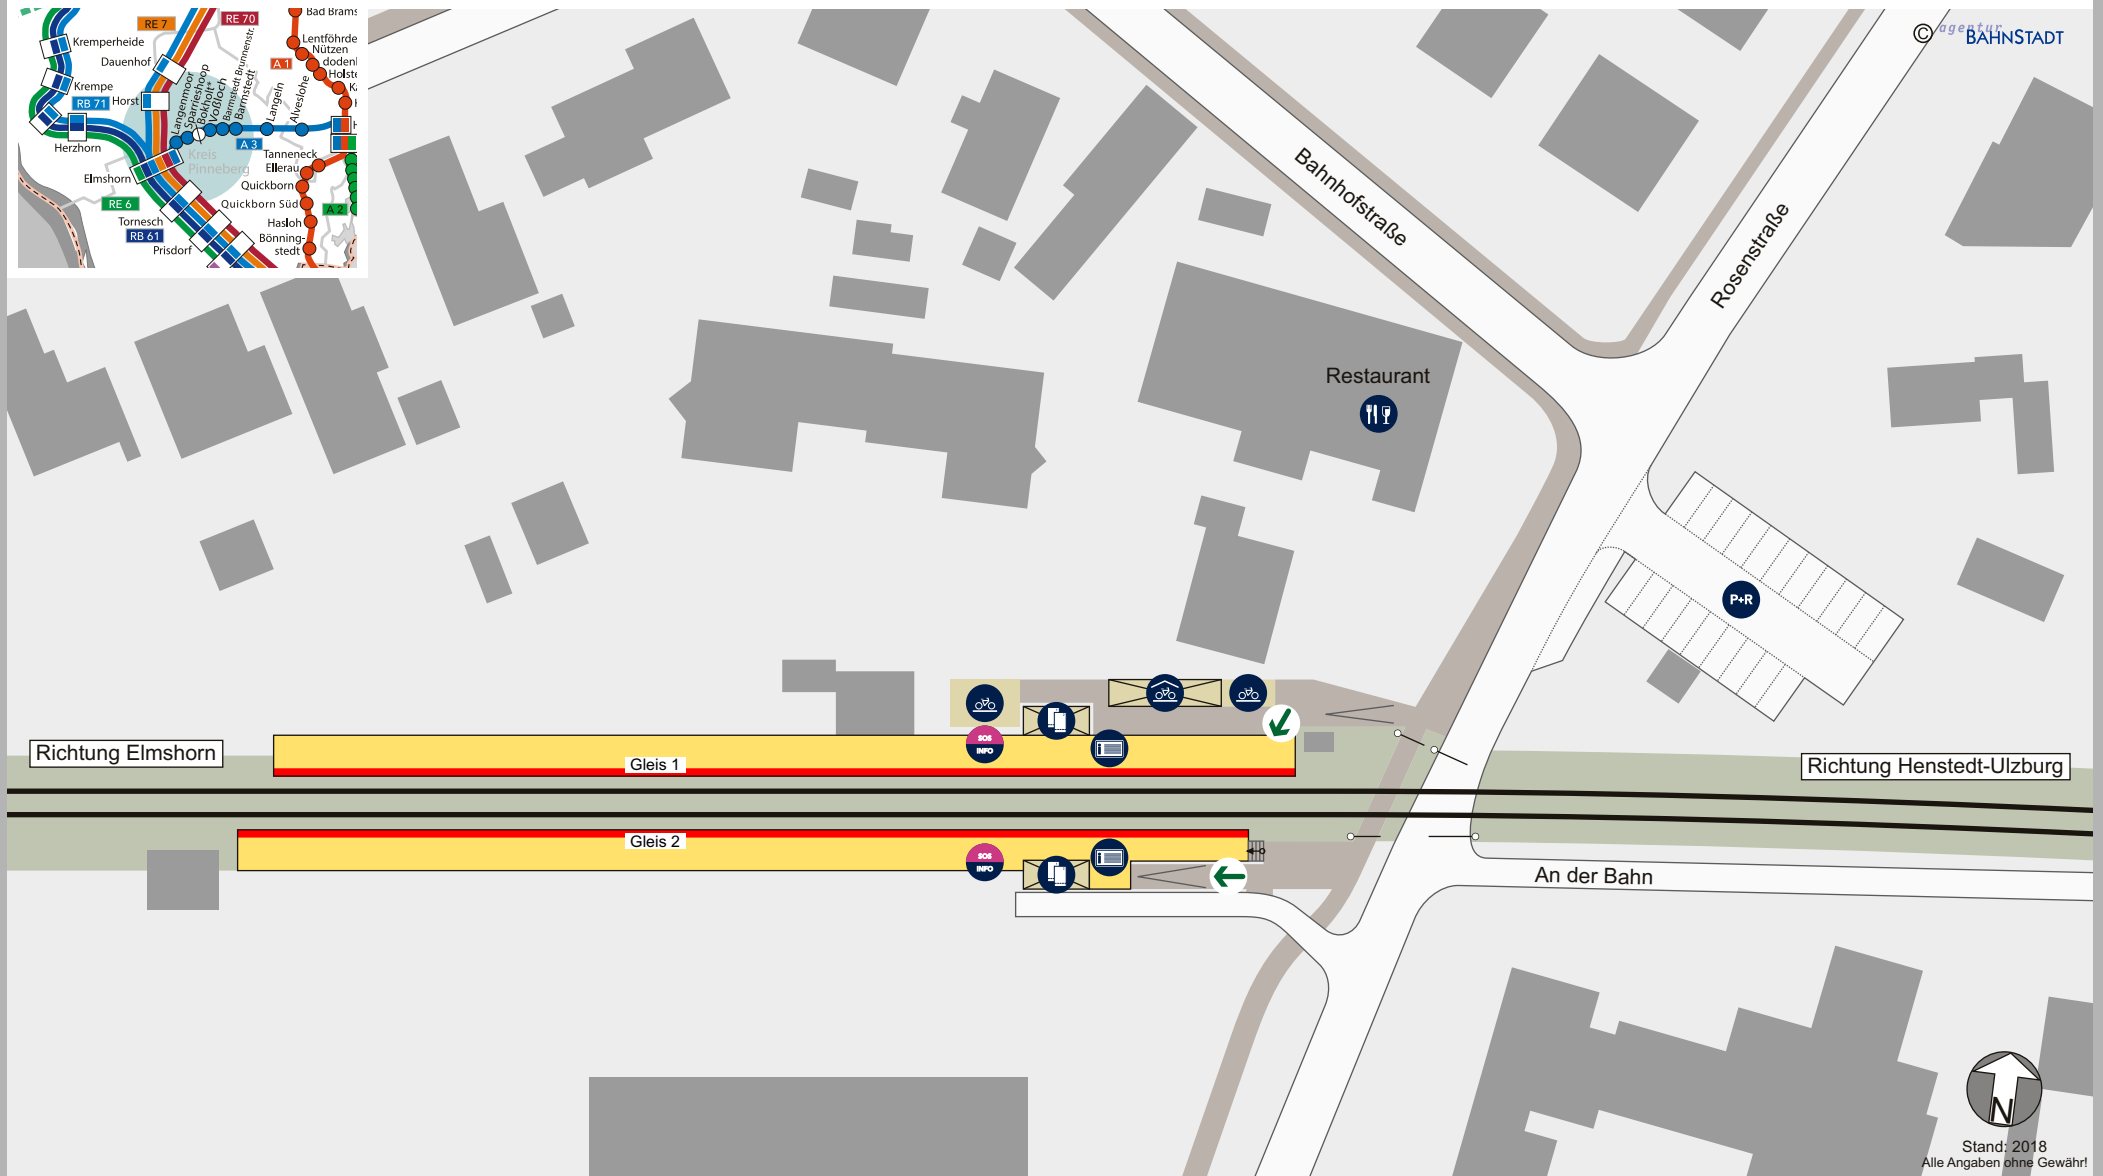 RE 7
RE 70
Bad Brams
Kremperheide
Dauenhof
Lentföhrde
Nützen
A 1
Krempe
RB 71
Horst
Langenmoor
Sparrieshoop
Bokholt
Voßloch
Barmstedt Brunnenstr.
Barmstedt
Langeln
Alveslohe
Herzhorn
A 3
Kreis
Pinneberg
Tanneneck
Ellerau
Elmshorn
Quickborn
RE 6
Quickborn Süd
A 2
Tornesch
Hasloh
RB 61
Bönning-
stedt
Prisdorf
© agentur
BAHNSTADT
Bahnhofstraße
Rosenstraße
Restaurant
P+R
Richtung Elmshorn
SOS
INFO
Gleis 1
Richtung Henstedt-Ulzburg
Gleis 2
SOS
INFO
An der Bahn
N
Stand: 2018
Alle Angaben ohne Gewähr!